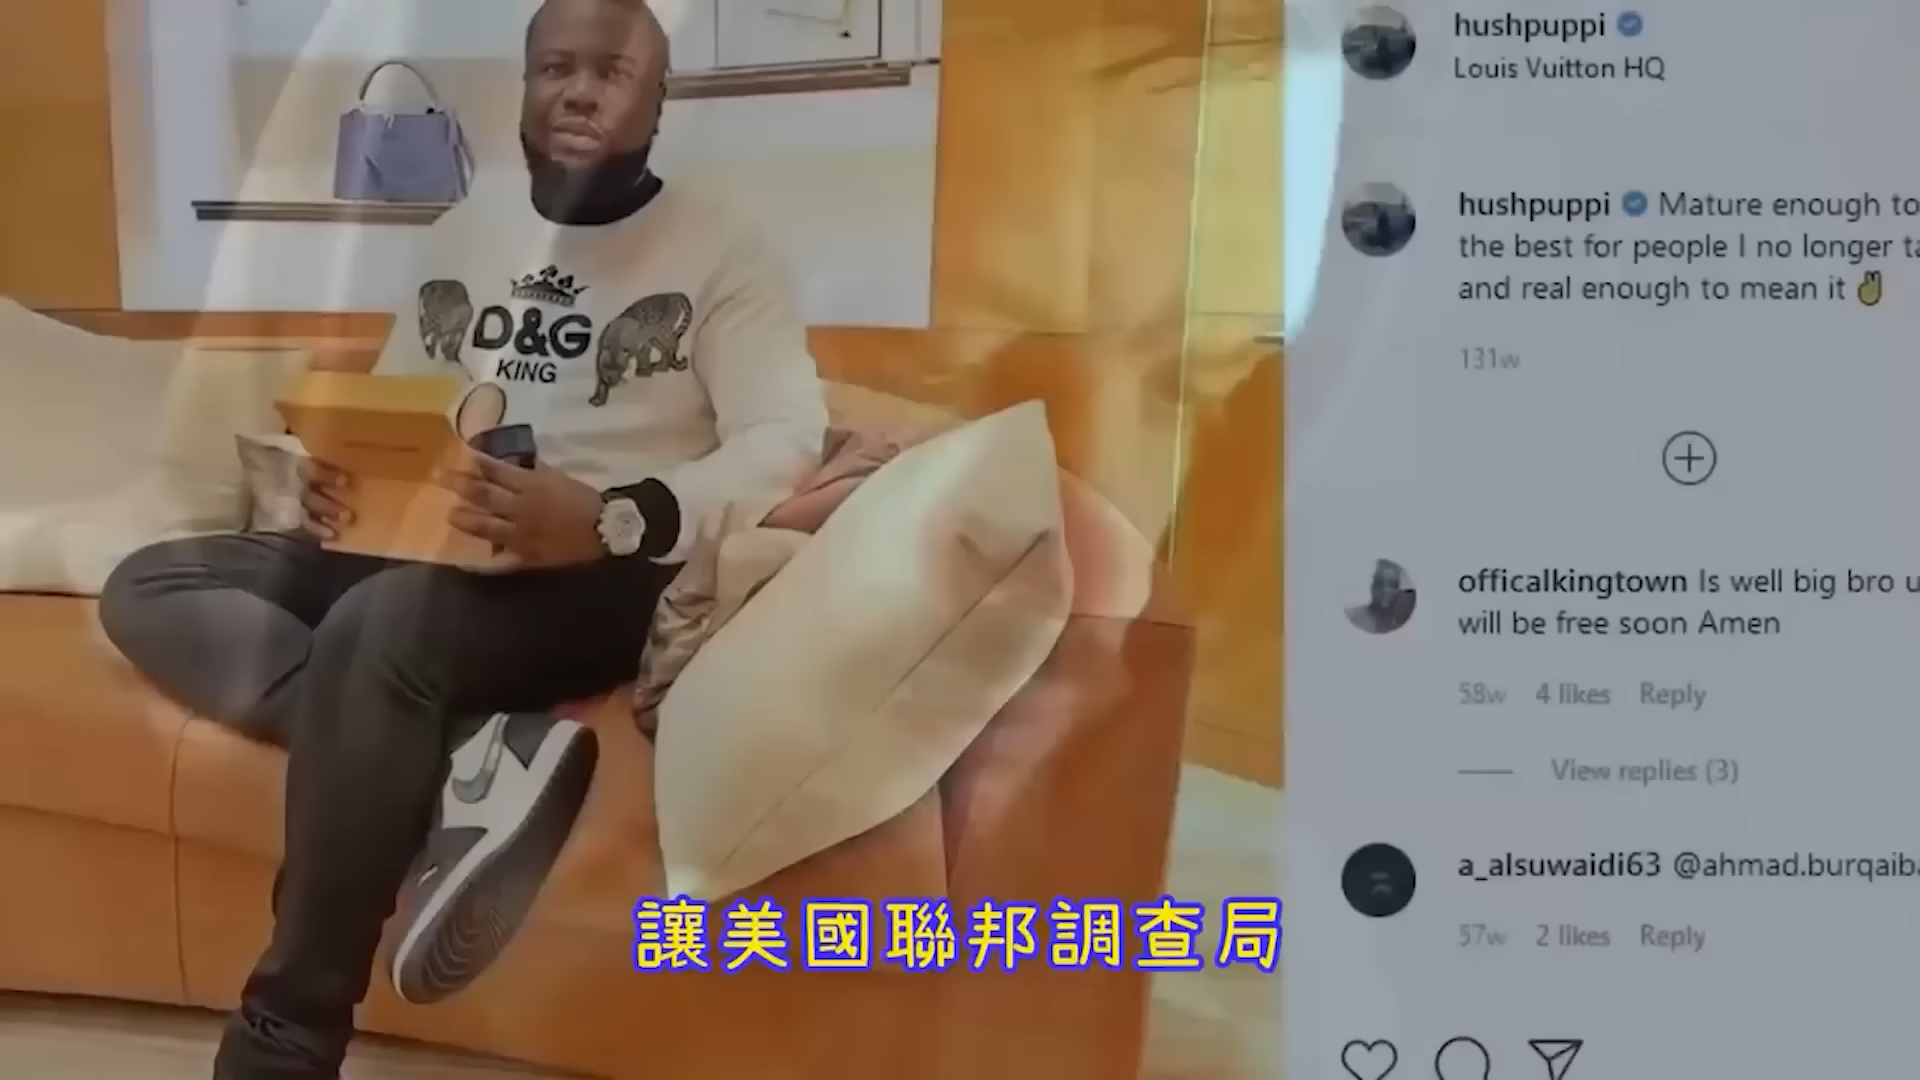 hushpuppi
Louis Vuitton HQ
hushpuppi Mature enough to
the best for people I no longer ta
and real enough to mean it ✌
131w
D&G
KING
officalkingtown Is well big bro u
will be free soon Amen
58w 4 likes Reply
View replies (3)
a_alsuwaidi63 @ahmad.burqaiba
57w 2 likes Reply
讓美國聯邦調查局